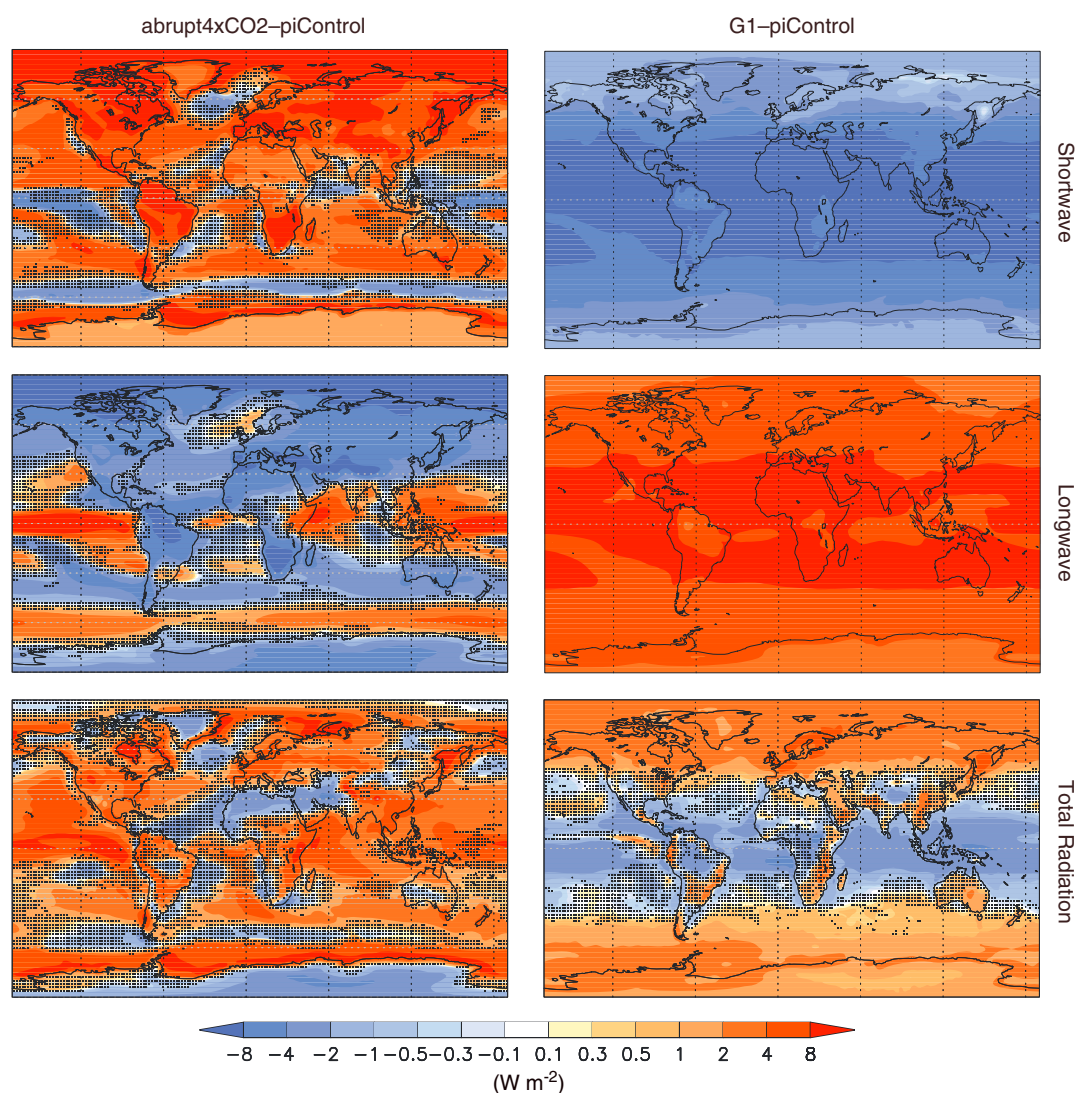 abrupt4xCO2–piControl
G1–piControl
Shortwave
Longwave
Total Radiation
−8 −4 −2 −1 −0.5 −0.3 −0.1 0.1 0.3 0.5 1 2 4 8
(W m-2)